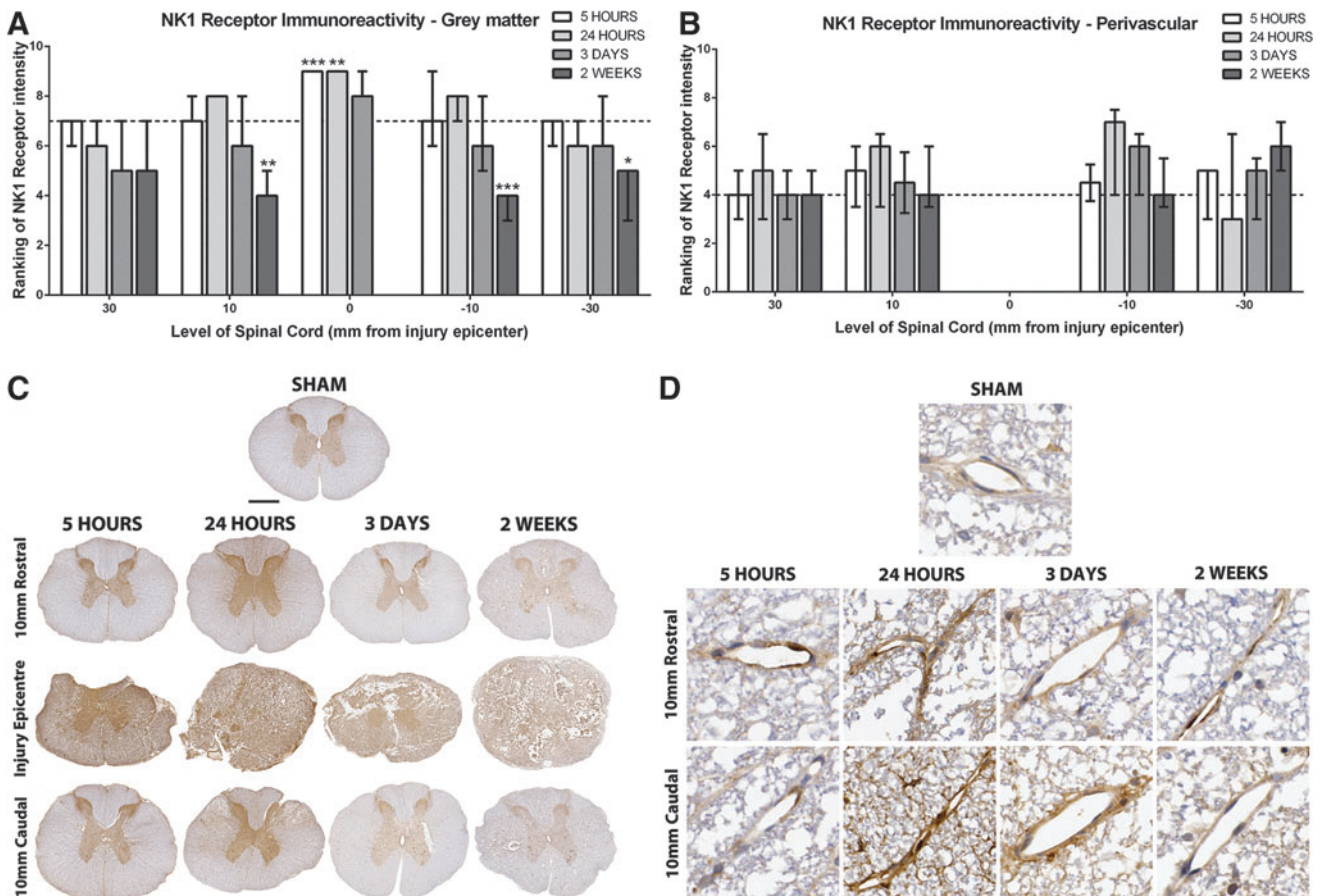 A
NK1 Receptor Immunoreactivity - Grey matter
5 HOURS
24 HOURS
3 DAYS
2 WEEKS
Ranking of NK1 Receptor intensity
10
8
6
4
2
0
*** ** ** *** *
30 10 0 -10 -30
Level of Spinal Cord (mm from injury epicenter)
B
NK1 Receptor Immunoreactivity - Perivascular
5 HOURS
24 HOURS
3 DAYS
2 WEEKS
Ranking of NK1 Receptor intensity
10
8
6
4
2
0
30 10 0 -10 -30
Level of Spinal Cord (mm from injury epicenter)
C
SHAM
5 HOURS 24 HOURS 3 DAYS 2 WEEKS
10mm Rostral
Injury Epicentre
10mm Caudal
D
SHAM
5 HOURS 24 HOURS 3 DAYS 2 WEEKS
10mm Rostral
10mm Caudal